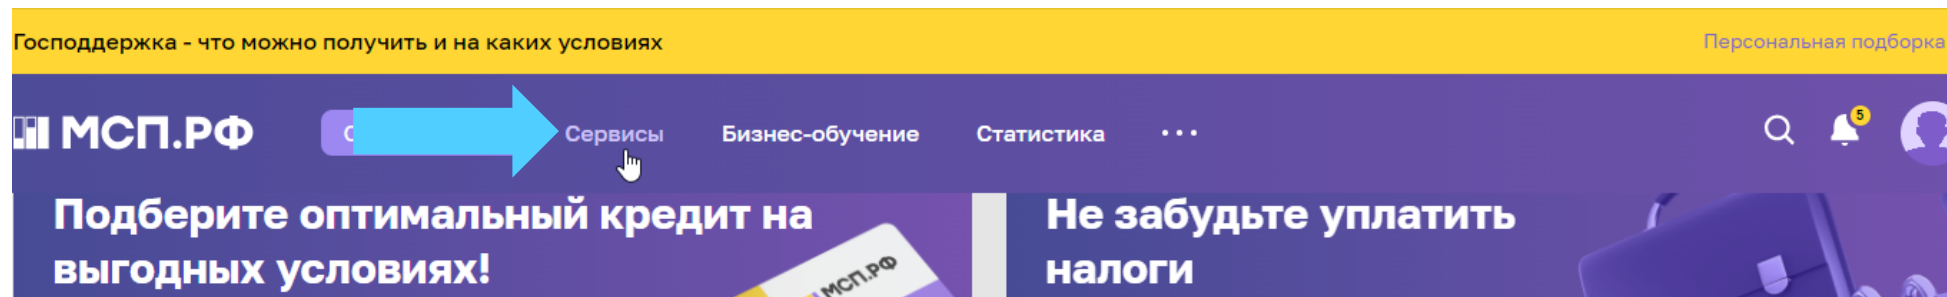 Господдержка - что можно получить и на каких условиях
Персональная подборка
МСП.РФ
Сервисы
Бизнес-обучение
Статистика
5
Подберите оптимальный кредит на
выгодных условиях!
МСП.РФ
Не забудьте уплатить
налоги